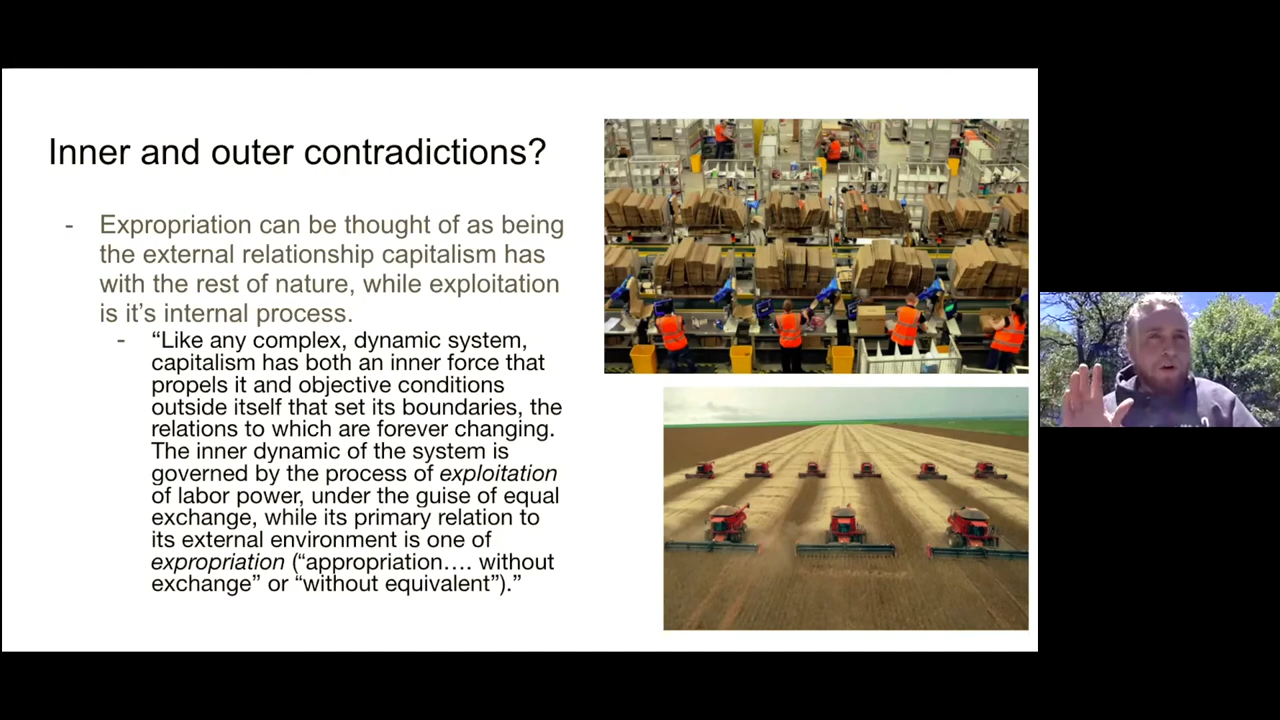 Inner and outer contradictions?
- Expropriation can be thought of as being
the external relationship capitalism has
with the rest of nature, while exploitation
is it's internal process.
- “Like any complex, dynamic system,
capitalism has both an inner force that
propels it and objective conditions
outside itself that set its boundaries, the
relations to which are forever changing.
The inner dynamic of the system is
governed by the process of exploitation
of labor power, under the guise of equal
exchange, while its primary relation to
its external environment is one of
expropriation (“appropriation…. without
exchange” or “without equivalent”).”